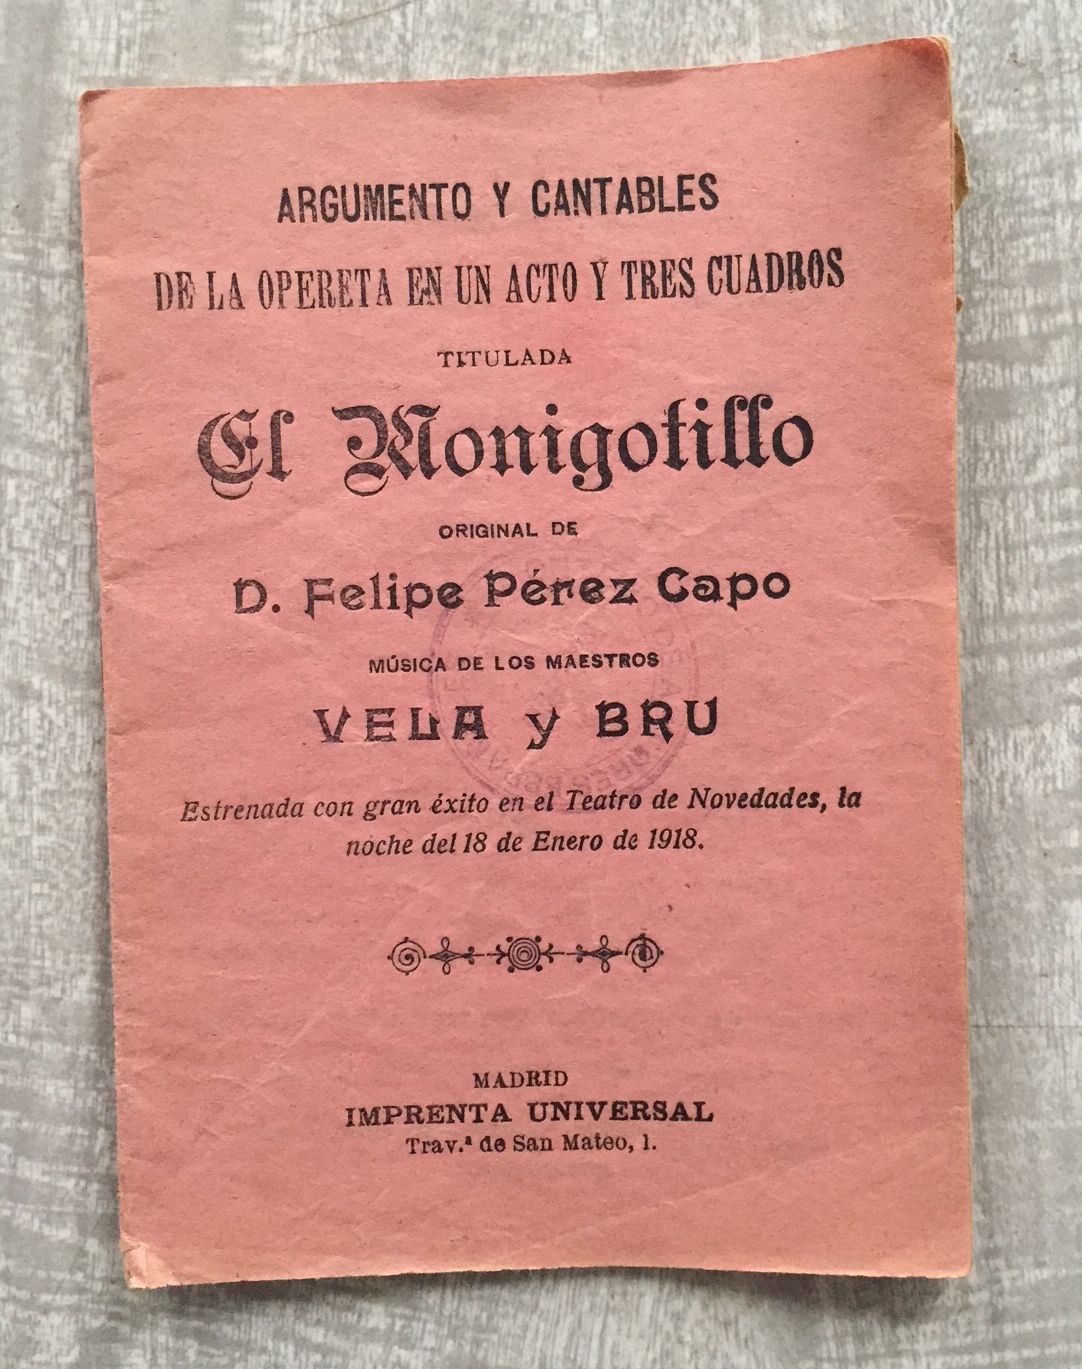 ARGUMENTO Y CANTABLES
DE LA OPERETA EN UN ACTO Y TRES CUADROS
TITULADA
El Monigotillo
ORIGINAL DE
D. Felipe Pérez Capo
MÚSICA DE LOS MAESTROS
VELA y BRU
Estrenada con gran éxito en el Teatro de Novedades, la
noche del 18 de Enero de 1918.
MADRID
IMPRENTA UNIVERSAL
Trav.ª de San Mateo, 1.